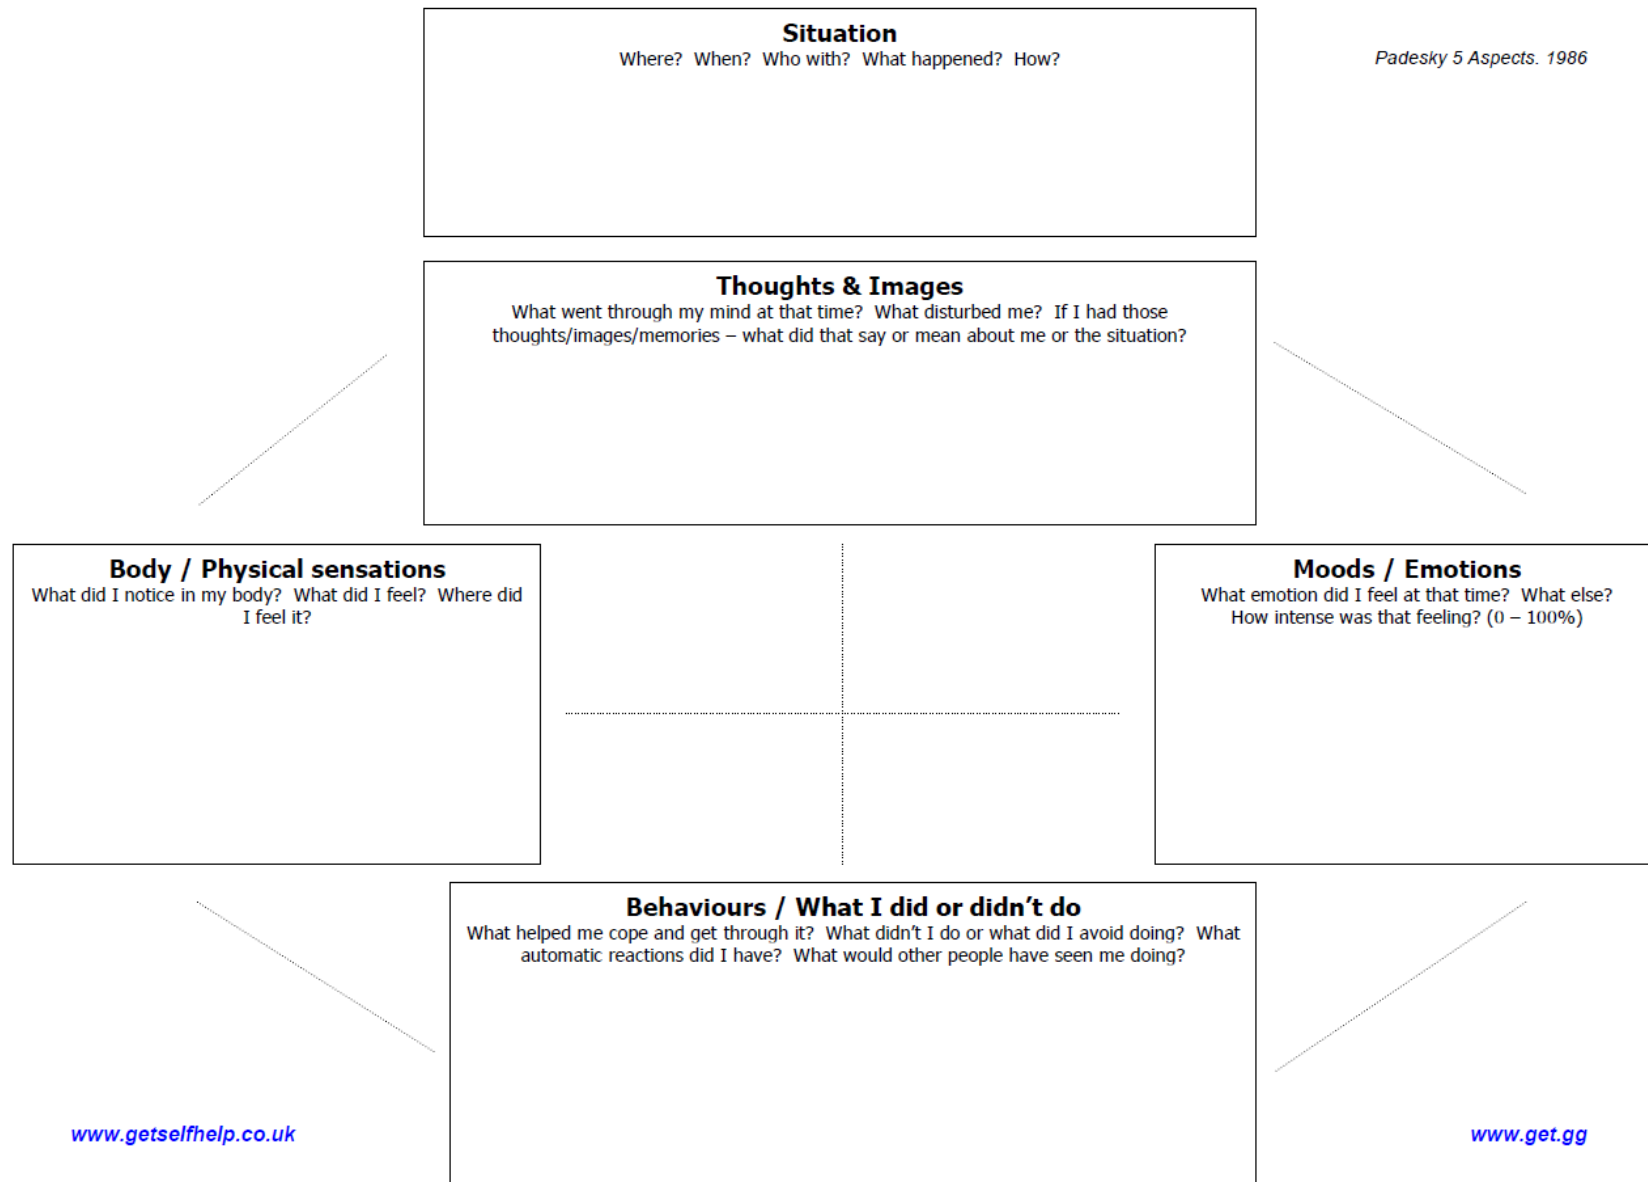 Situation
Where? When? Who with? What happened? How?
Padesky 5 Aspects. 1986
Thoughts & Images
What went through my mind at that time? What disturbed me? If I had those
thoughts/images/memories – what did that say or mean about me or the situation?
Body / Physical sensations
What did I notice in my body? What did I feel? Where did
I feel it?
Moods / Emotions
What emotion did I feel at that time? What else?
How intense was that feeling? (0 – 100%)
Behaviours / What I did or didn't do
What helped me cope and get through it? What didn't I do or what did I avoid doing? What
automatic reactions did I have? What would other people have seen me doing?
www.getselfhelp.co.uk
www.get.gg